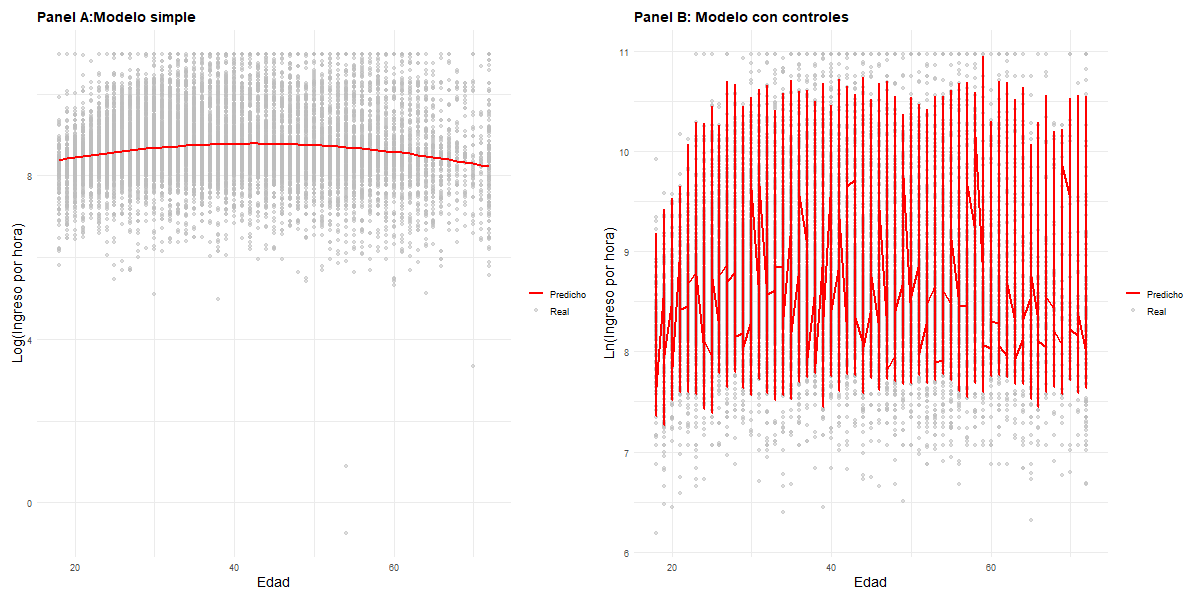 Panel A:Modelo simple
Log(Ingreso por hora)
8
4
0
20
40
60
Edad
Predicho
Real
Panel B: Modelo con controles
Ln(Ingreso por hora)
11
10
9
8
7
6
20
40
60
Edad
Predicho
Real